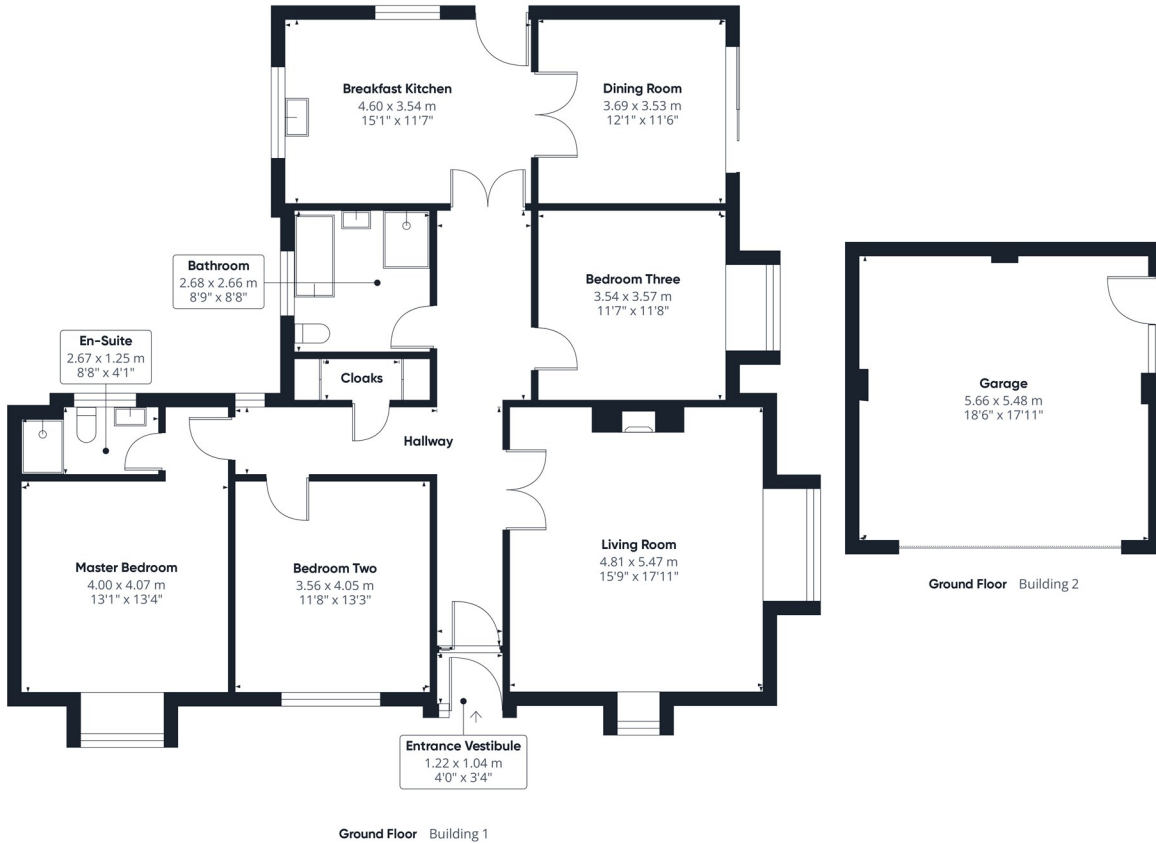 Breakfast Kitchen
4.60 x 3.54 m
15'1" x 11'7"
Dining Room
3.69 x 3.53 m
12'1" x 11'6"
Bathroom
2.68 x 2.66 m
8'9" x 8'8"
Bedroom Three
3.54 x 3.57 m
11'7" x 11'8"
En-Suite
2.67 x 1.25 m
8'8" x 4'1"
Cloaks
Hallway
Garage
5.66 x 5.48 m
18'6" x 17'11"
Master Bedroom
4.00 x 4.07 m
13'1" x 13'4"
Bedroom Two
3.56 x 4.05 m
11'8" x 13'3"
Living Room
4.81 x 5.47 m
15'9" x 17'11"
Ground Floor Building 2
Entrance Vestibule
1.22 x 1.04 m
4'0" x 3'4"
Ground Floor Building 1